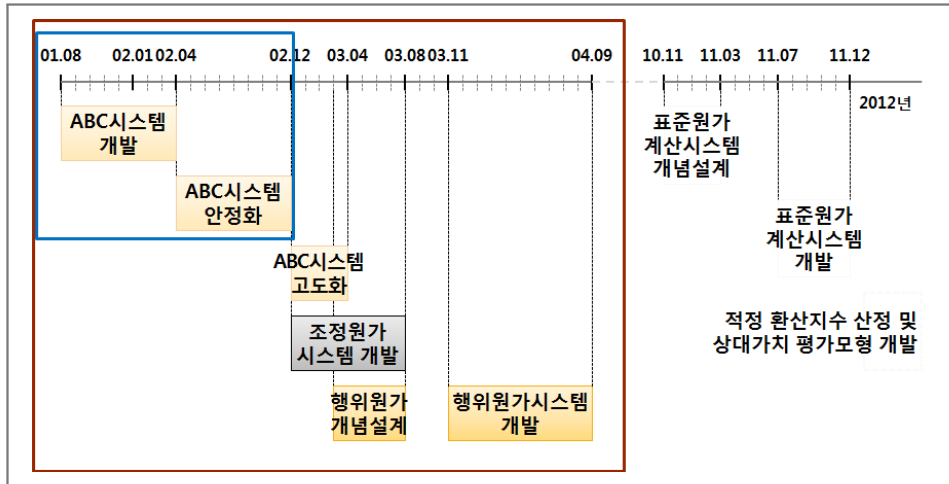 01.08 02.01 02.04 02.12 03.04 03.08 03.11 04.09 10.11 11.03 11.07 11.12
2012년
ABC시스템
개발
표준원가
계산시스템
개념설계
ABC시스템
안정화
표준원가
계산시스템
개발
ABC시스템
고도화
조정원가
시스템 개발
적정 환산지수 산정 및
상대가치 평가모형 개발
행위원가
개념설계
행위원가시스템
개발